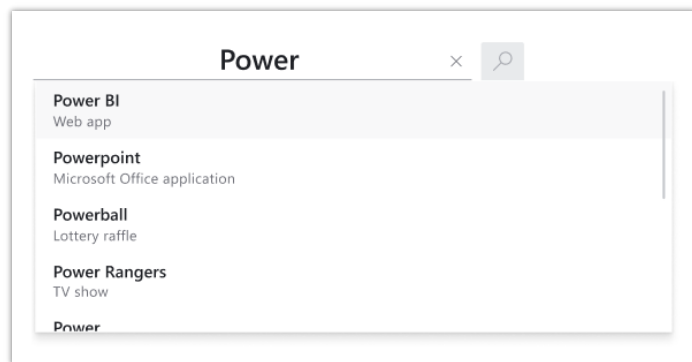 Power
Power BI
Web app
Powerpoint
Microsoft Office application
Powerball
Lottery raffle
Power Rangers
TV show
Power